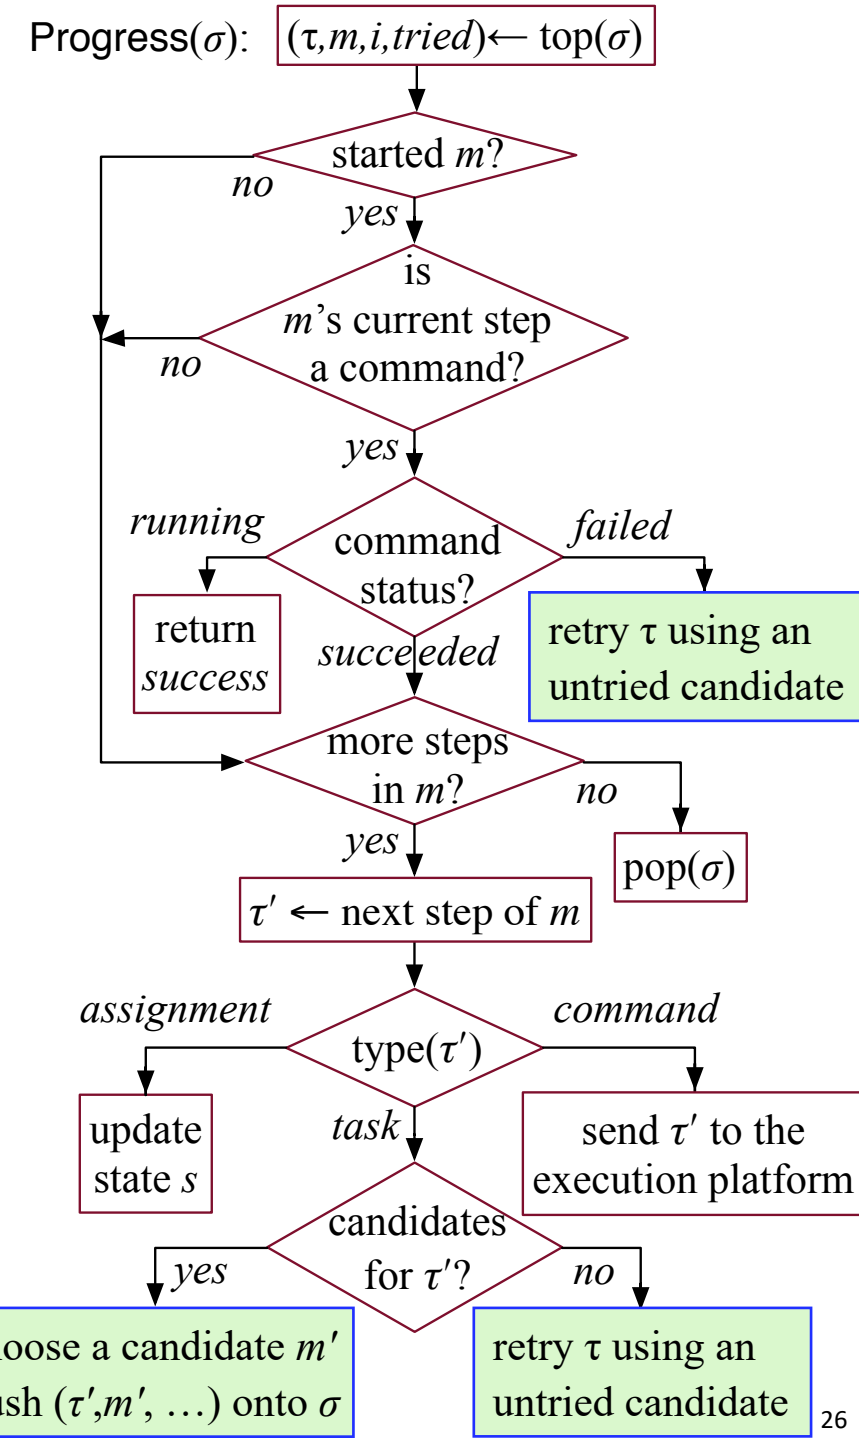 Progress(σ): (τ,m,i,tried)← top(σ)
started m?
no
yes
is
m’s current step
a command?
no
yes
running
failed
command
status?
return
success
succeeded
retry τ using an
untried candidate
more steps
in m?
no
yes
pop(σ)
τ′ ← next step of m
assignment
command
type(τ′)
update
state s
task
send τ′ to the
execution platform
candidates
for τ′?
yes
no
oose a candidate m′
ush (τ′,m′, …) onto σ
retry τ using an
untried candidate
26